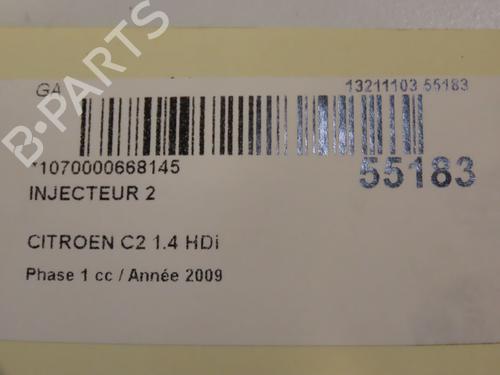 GA
13211103 55183
*1070000668145
55183
INJECTEUR 2
CITROEN C2 1.4 HDi
Phase 1 cc / Année 2009
B-PARTS